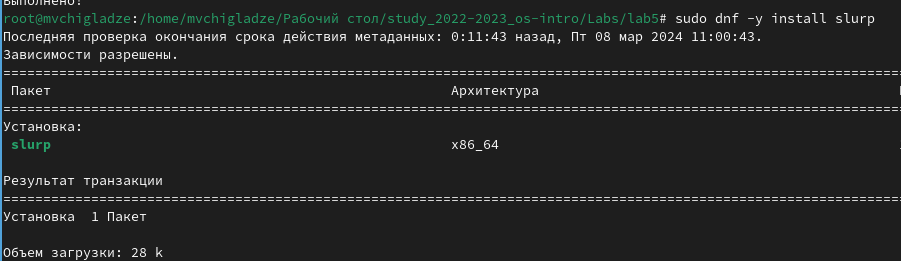 Выполнено!
root@mvchigladze:/home/mvchigladze/Рабочий стол/study_2022-2023_os-intro/Labs/lab5# sudo dnf -y install slurp
Последняя проверка окончания срока действия метаданных: 0:11:43 назад, Пт 08 мар 2024 11:00:43.
Зависимости разрешены.
================================================================================
Пакет Архитектура
================================================================================
Установка:
slurp x86_64
Результат транзакции
================================================================================
Установка 1 Пакет
Объем загрузки: 28 k